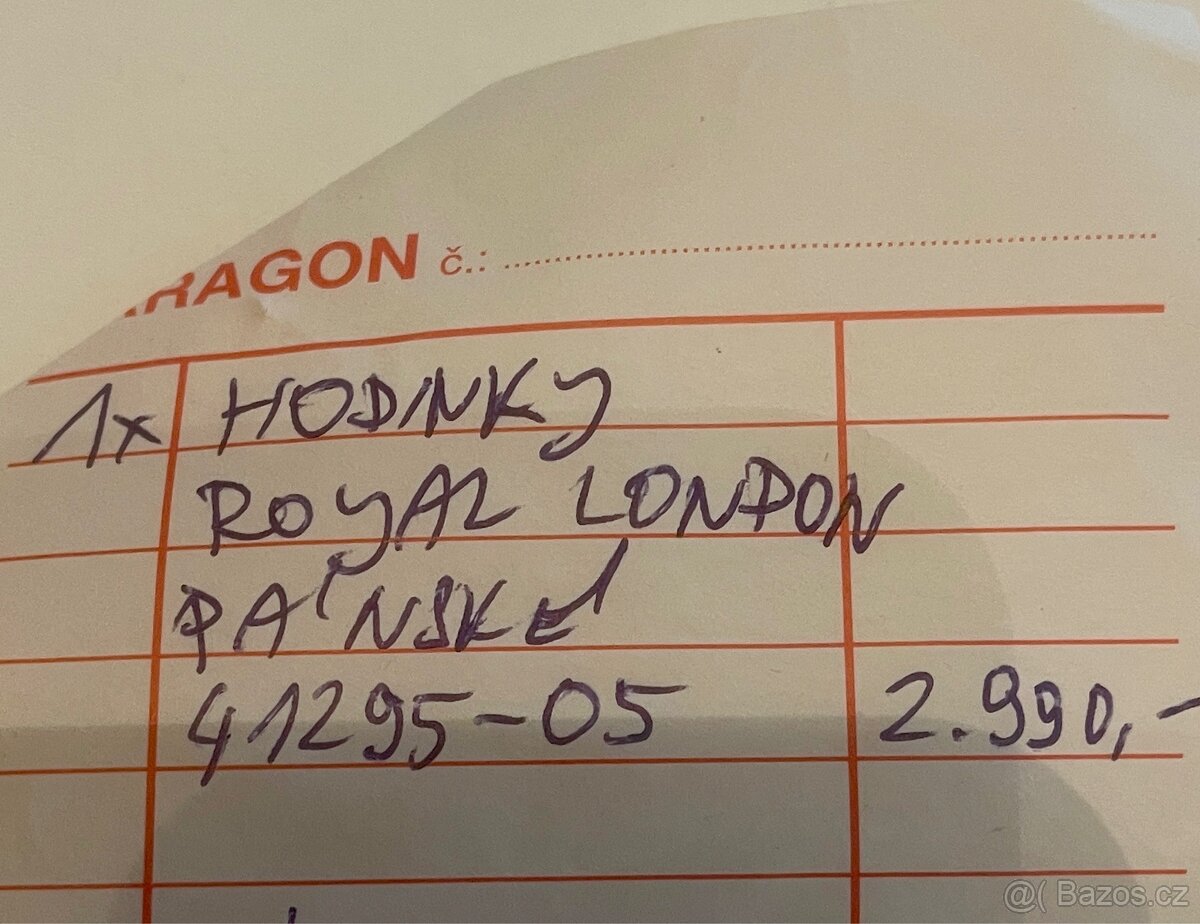 ARAGON č.:
1x HODINKY
ROYAL LONDON
PÁNSKÉ
41295-05 2.990,-
@( Bazos.cz